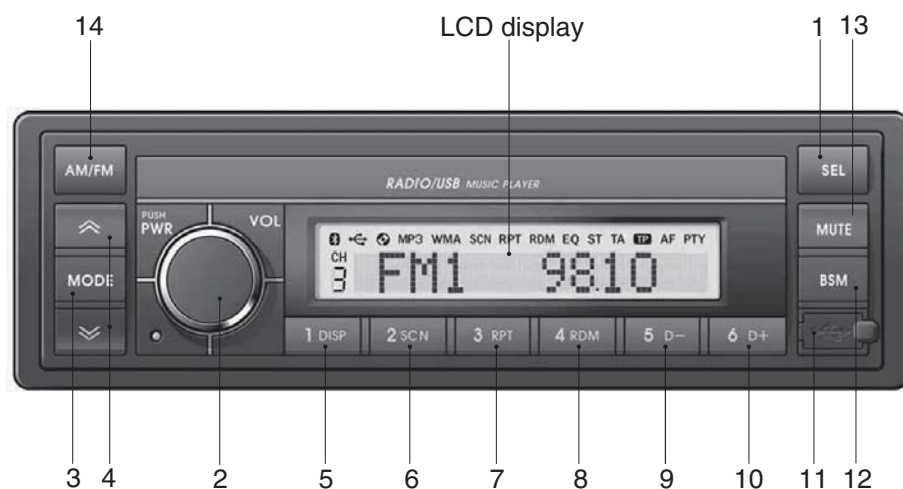 14 LCD display 1 13
AM/FM RADIO/USB MUSIC PLAYER SEL
PUSH
PWR VOL MUTE
MP3 WMA SCN RPT RDM EQ ST TA TP AF PTY
CH
3 FM1 98.10
MODE BSM
1 DISP 2 SCN 3 RPT 4 RDM 5 D− 6 D+
3 4 2 5 6 7 8 9 10 11 12